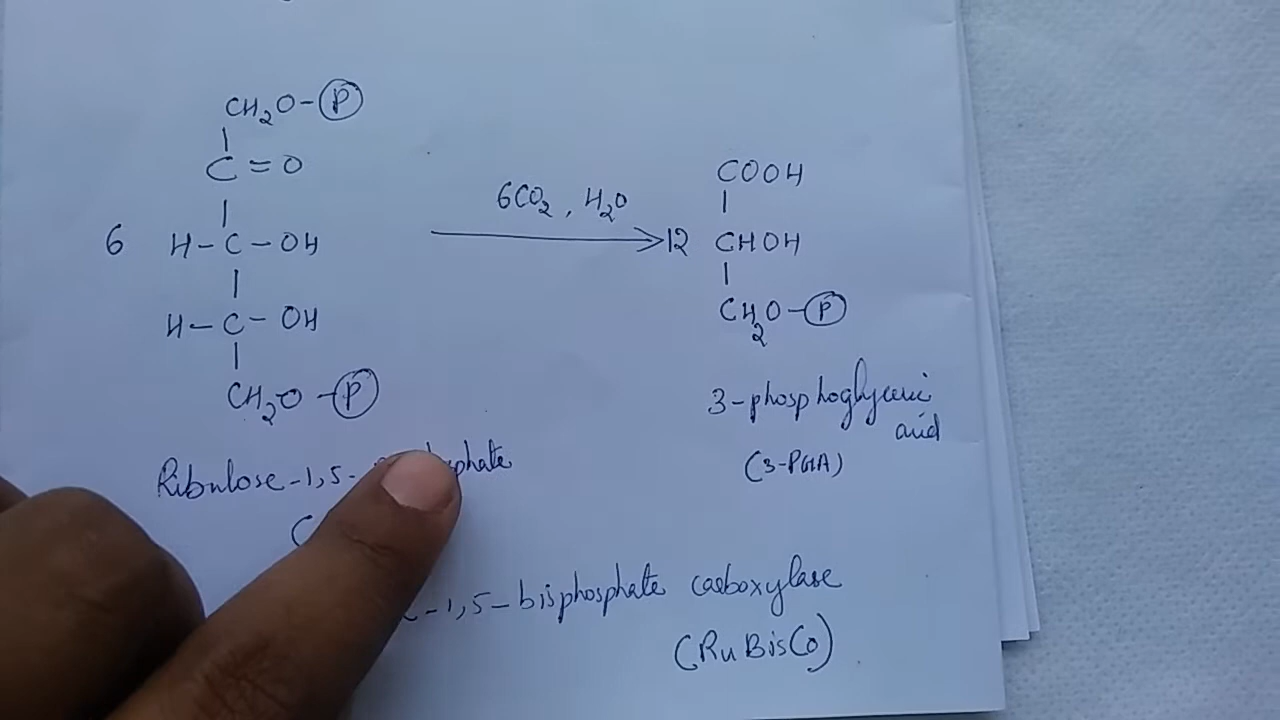 CH2O-P
C=O
6 H-C-OH
H-C-OH
CH2O-P
6CO2, H2O
12 COOH
CHOH
CH2O-P
Ribulose-1,5-
3-phosphoglyceric
acid
(3-PGA)
-1,5-bisphosphate carboxylase
(RuBisCo)